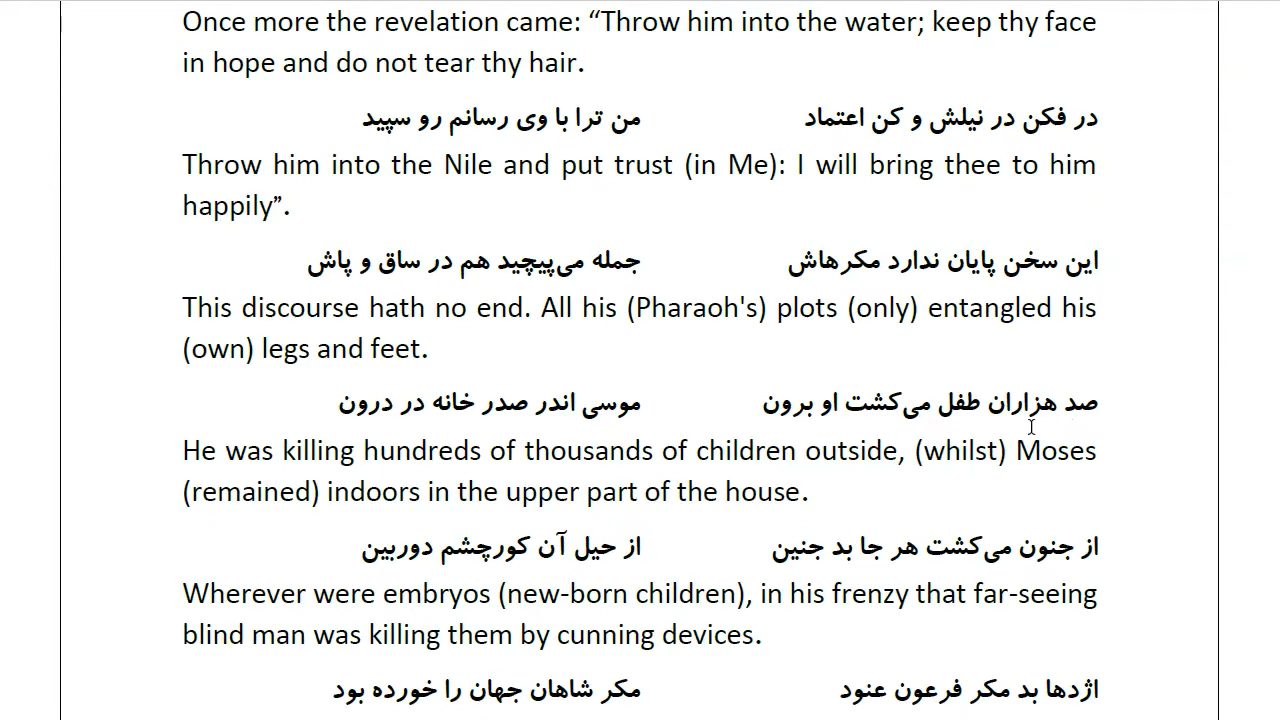 Once more the revelation came: “Throw him into the water; keep thy face
in hope and do not tear thy hair.
در فکن در نیلش و کن اعتماد من ترا با وی رسانم رو سپید
Throw him into the Nile and put trust (in Me): I will bring thee to him
happily”.
این سخن پایان ندارد مکرهاش جمله می‌پیچید هم در ساق و پاش
This discourse hath no end. All his (Pharaoh's) plots (only) entangled his
(own) legs and feet.
صد هزاران طفل می‌کشت او برون موسی اندر صدر خانه در درون
He was killing hundreds of thousands of children outside, (whilst) Moses
(remained) indoors in the upper part of the house.
از جنون می‌کشت هر جا بد جنین از حیل آن کورچشم دوربین
Wherever were embryos (new-born children), in his frenzy that far-seeing
blind man was killing them by cunning devices.
اژدها بد مکر فرعون عنود مکر شاهان جهان را خورده بود